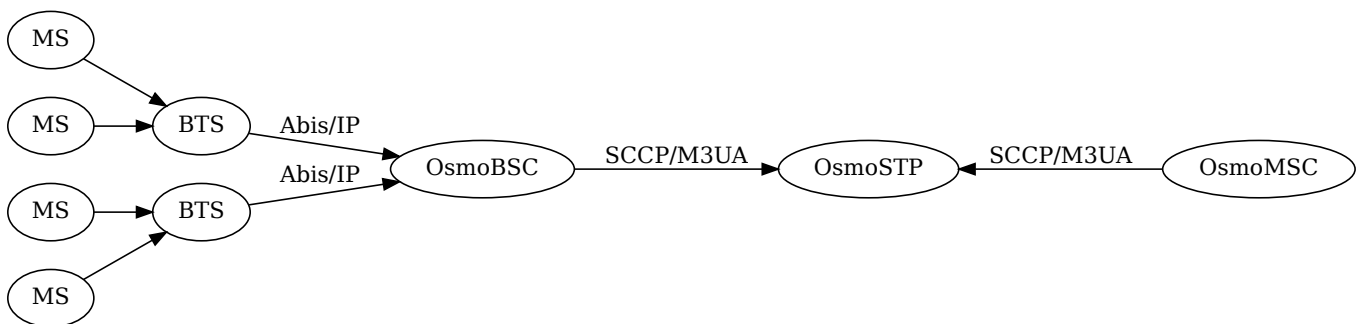 MS
MS
BTS
Abis/IP
OsmoBSC
SCCP/M3UA
OsmoSTP
SCCP/M3UA
OsmoMSC
Abis/IP
MS
BTS
MS